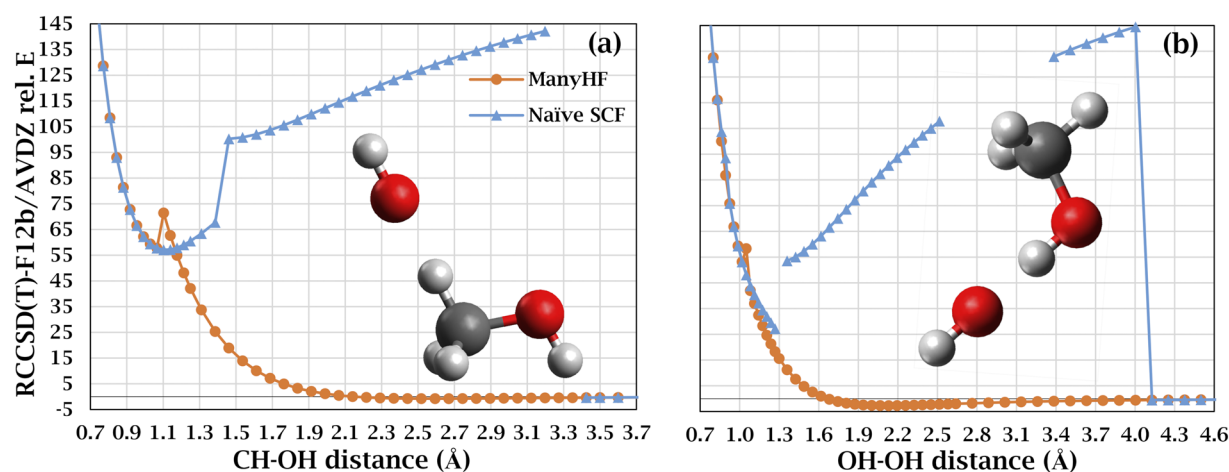 RCCSD(T)-F12b/AVDZ rel. E
145
135
125
115
105
95
85
75
65
55
45
35
25
15
5
-5
(a)
ManyHF
Naïve SCF
0.7 0.9 1.1 1.3 1.5 1.7 1.9 2.1 2.3 2.5 2.7 2.9 3.1 3.3 3.5 3.7
CH-OH distance (Å)
(b)
0.7 1.0 1.3 1.6 1.9 2.2 2.5 2.8 3.1 3.4 3.7 4.0 4.3 4.6
OH-OH distance (Å)